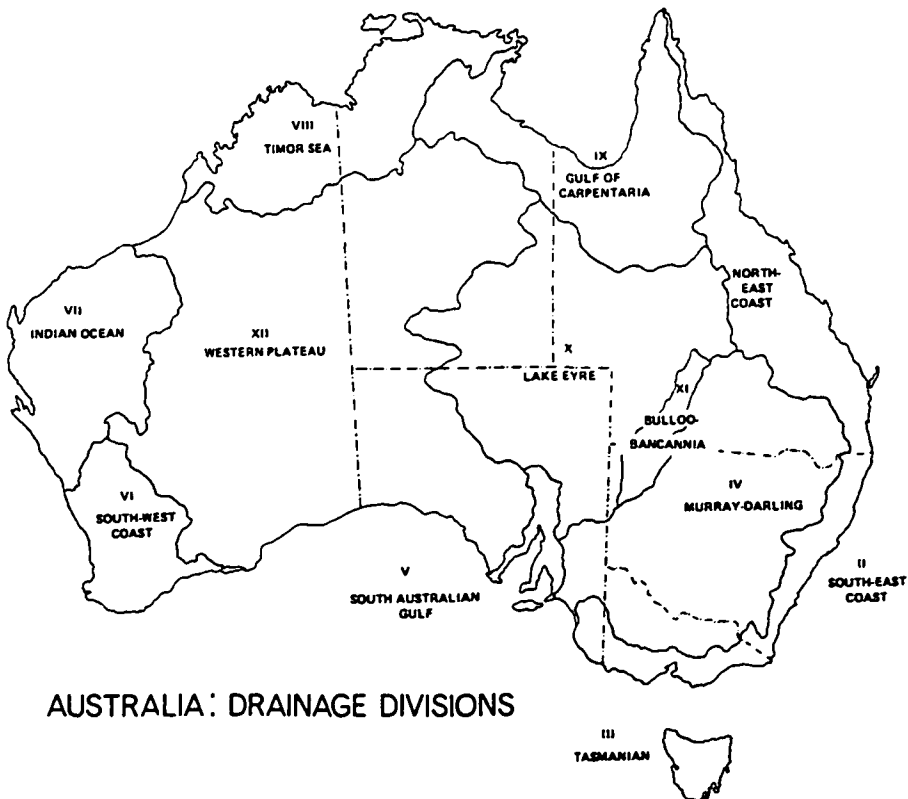 VIII
TIMOR SEA
IX
GULF OF
CARPENTARIA
NORTH-
EAST
COAST
VII
INDIAN OCEAN
XII
WESTERN PLATEAU
X
LAKE EYRE
XI
BULLOO-
BANCANNIA
IV
MURRAY-DARLING
VI
SOUTH-WEST
COAST
II
SOUTH-EAST
COAST
V
SOUTH AUSTRALIAN
GULF
AUSTRALIA: DRAINAGE DIVISIONS
III
TASMANIAN